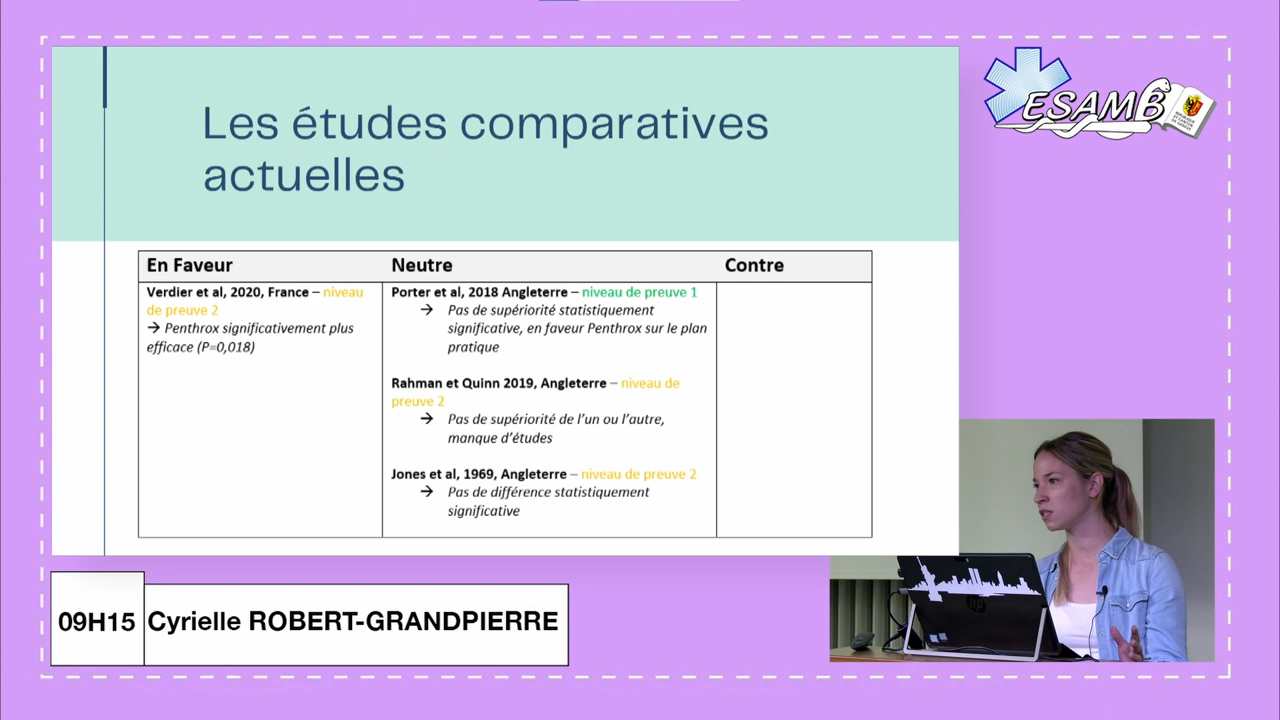 Les études comparatives
actuelles
ESAMB
En Faveur
Neutre
Contre
Verdier et al, 2020, France – niveau
de preuve 2
→ Penthrox significativement plus
efficace (P=0,018)
Porter et al, 2018 Angleterre – niveau de preuve 1
→ Pas de supériorité statistiquement
significative, en faveur Penthrox sur le plan
pratique
Rahman et Quinn 2019, Angleterre – niveau de
preuve 2
→ Pas de supériorité de l’un ou l’autre,
manque d’études
Jones et al, 1969, Angleterre – niveau de preuve 2
→ Pas de différence statistiquement
significative
hp
09H15
Cyrielle ROBERT-GRANDPIERRE